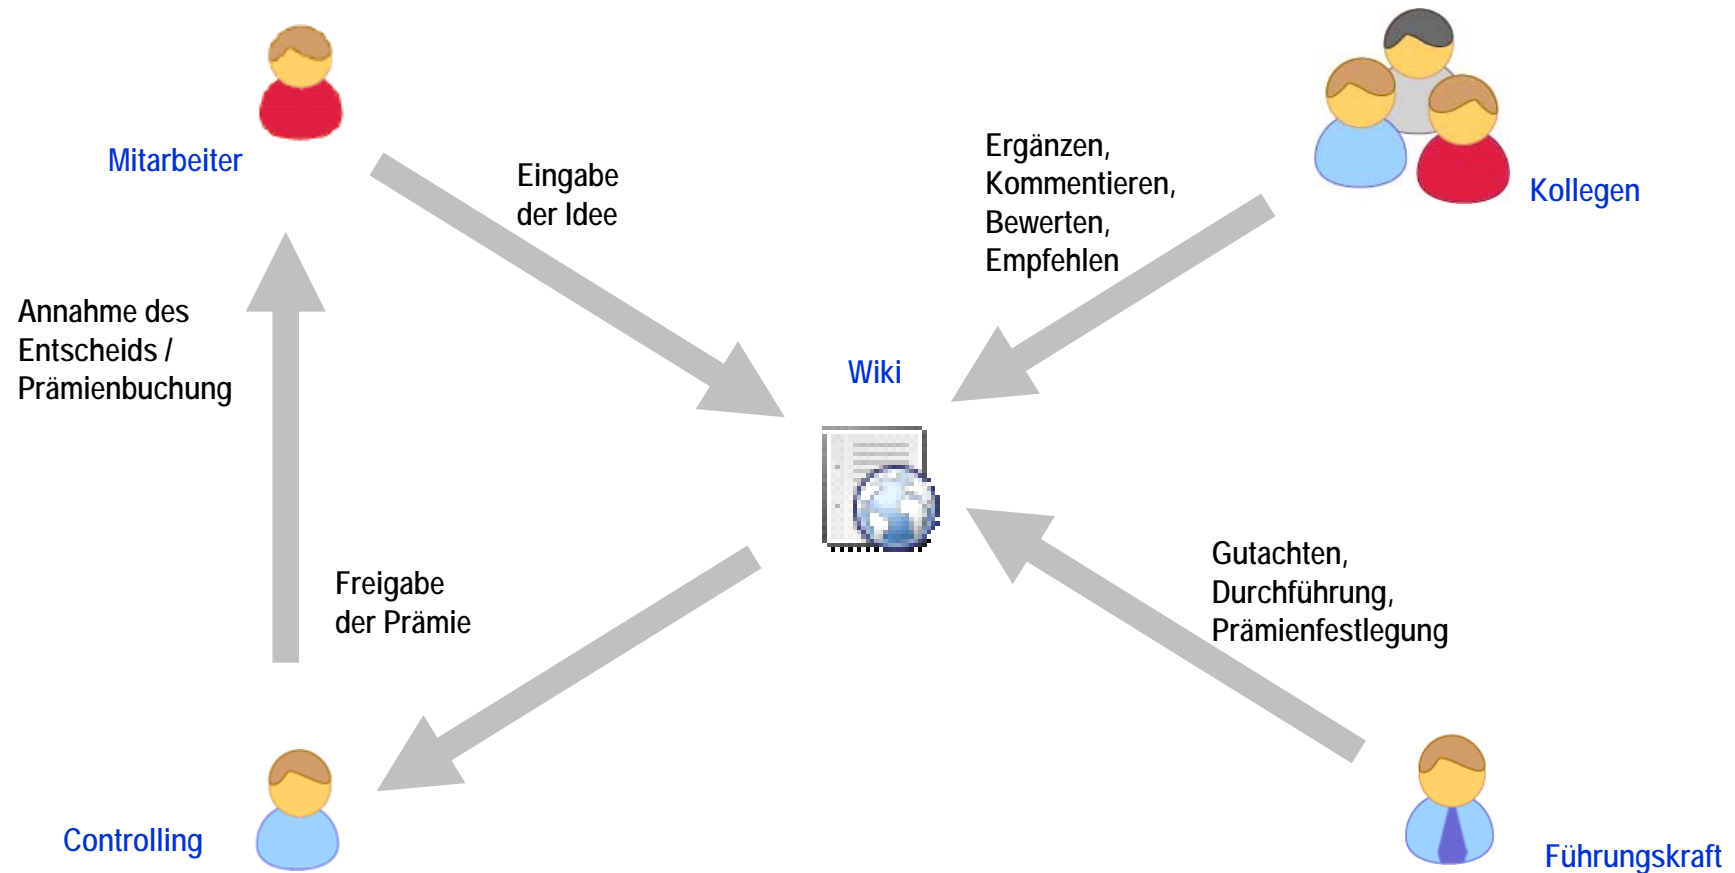 Mitarbeiter
Eingabe
der Idee
Ergänzen,
Kommentieren,
Bewerten,
Empfehlen
Kollegen
Annahme des
Entscheids /
Prämienbuchung
Wiki
Freigabe
der Prämie
Gutachten,
Durchführung,
Prämienfestlegung
Controlling
Führungskraft